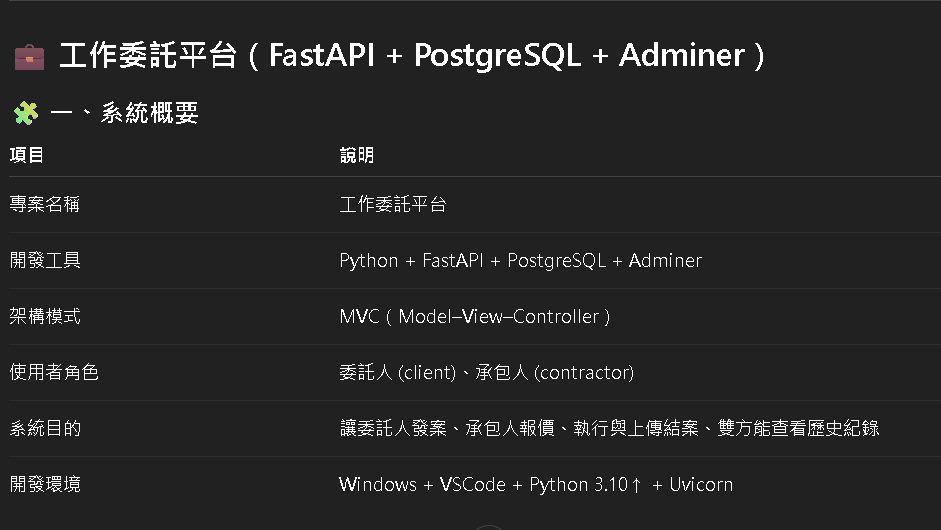 💼 工作委託平台（FastAPI + PostgreSQL + Adminer）
🧩 一、系統概要
項目 說明
專案名稱 工作委託平台
開發工具 Python + FastAPI + PostgreSQL + Adminer
架構模式 MVC（Model–View–Controller）
使用者角色 委託人 (client)、承包人 (contractor)
系統目的 讓委託人發案、承包人報價、執行與上傳結案、雙方能查看歷史紀錄
開發環境 Windows + VSCode + Python 3.10↑ + Uvicorn